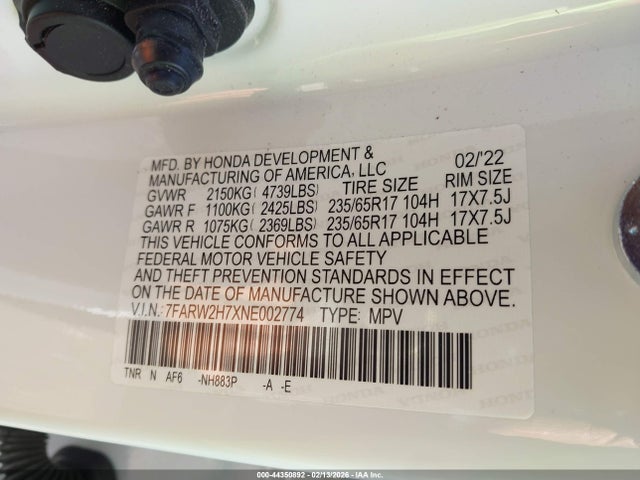 MFD. BY HONDA DEVELOPMENT & 02/'22
MANUFACTURING OF AMERICA, LLC
GVWR 2150KG( 4739LBS) TIRE SIZE RIM SIZE
GAWR F 1100KG( 2425LBS) 235/65R17 104H 17X7.5J
GAWR R 1075KG( 2369LBS) 235/65R17 104H 17X7.5J
THIS VEHICLE CONFORMS TO ALL APPLICABLE
FEDERAL MOTOR VEHICLE SAFETY
AND THEFT PREVENTION STANDARDS IN EFFECT
ON THE DATE OF MANUFACTURE SHOWN ABOVE.
V.I.N.: 7FARW2H7XNE002774 TYPE: MPV
TNR N AF6 -NH883P -A -E
000-44350892 - 02/13/2026 - IAA Inc.